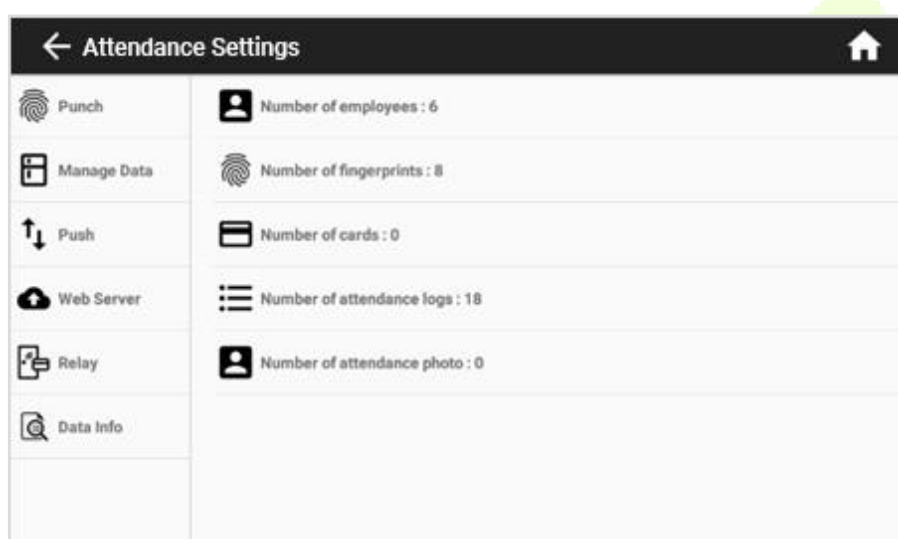 Attendance Settings
Punch
Manage Data
Push
Web Server
Relay
Data Info
Number of employees : 6
Number of fingerprints : 8
Number of cards : 0
Number of attendance logs : 18
Number of attendance photo : 0